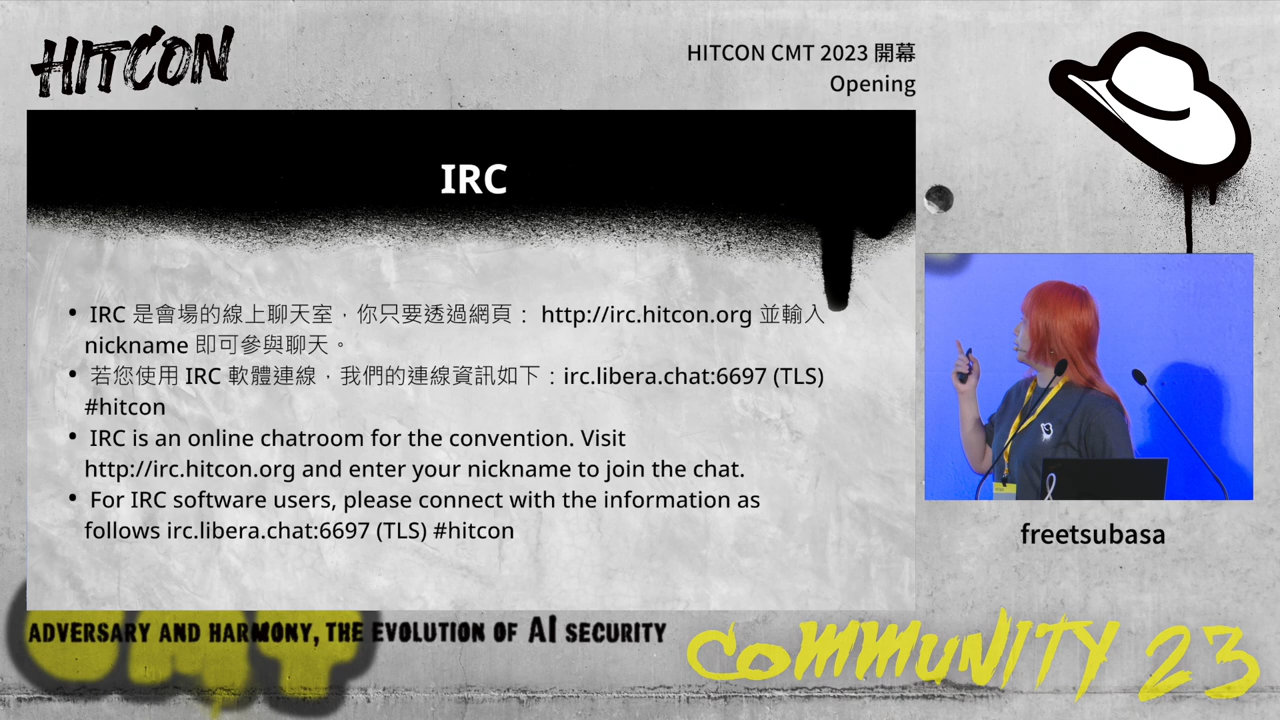 HITCON
HITCON CMT 2023 開幕
Opening
IRC
• IRC 是會場的線上聊天室，你只要透過網頁： http://irc.hitcon.org 並輸入
nickname 即可參與聊天。
• 若您使用 IRC 軟體連線，我們的連線資訊如下：irc.libera.chat:6697 (TLS)
#hitcon
• IRC is an online chatroom for the convention. Visit
http://irc.hitcon.org and enter your nickname to join the chat.
• For IRC software users, please connect with the information as
follows irc.libera.chat:6697 (TLS) #hitcon
freetsubasa
CMT
ADVERSARY AND HARMONY, THE EVOLUTION OF AI SECURITY
COMMUNITY 23